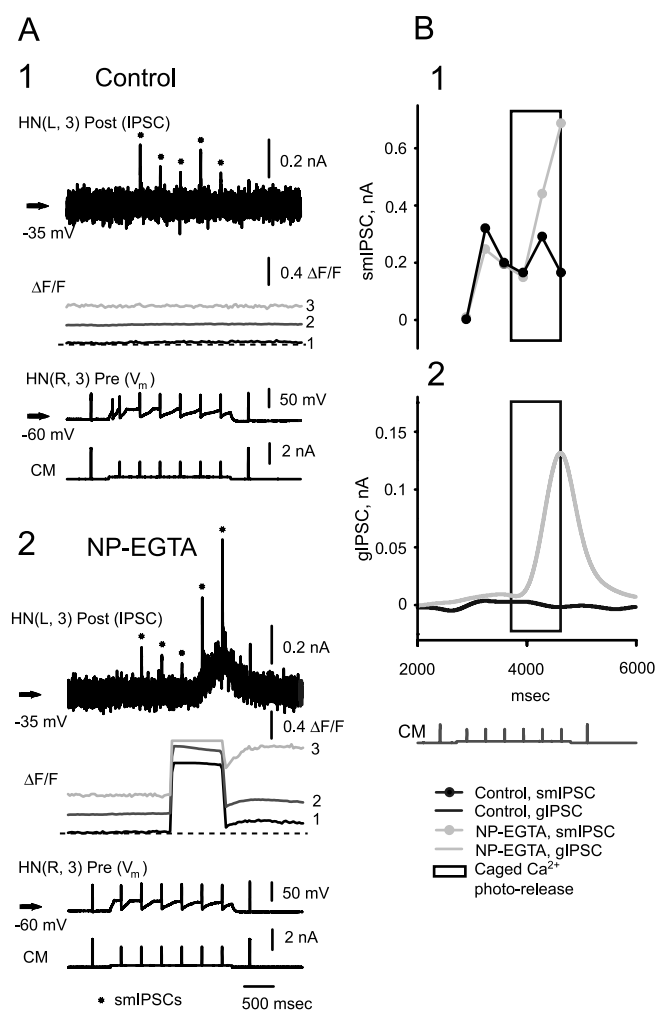 A
1 Control
HN(L, 3) Post (IPSC)
0.2 nA
-35 mV
0.4 ΔF/F
ΔF/F
3
2
1
HN(R, 3) Pre (Vm)
50 mV
-60 mV
2 nA
CM
2 NP-EGTA
HN(L, 3) Post (IPSC)
0.2 nA
-35 mV
0.4 ΔF/F
3
ΔF/F
2
1
HN(R, 3) Pre (Vm)
50 mV
-60 mV
2 nA
CM
* smIPSCs
500 msec
B
1
smIPSC, nA
0.6
0.4
0.2
0
2
gIPSC, nA
0.15
0.1
0.05
0
2000 4000 6000
msec
CM
Control, smIPSC
Control, gIPSC
NP-EGTA, smIPSC
NP-EGTA, gIPSC
Caged Ca2+
photo-release